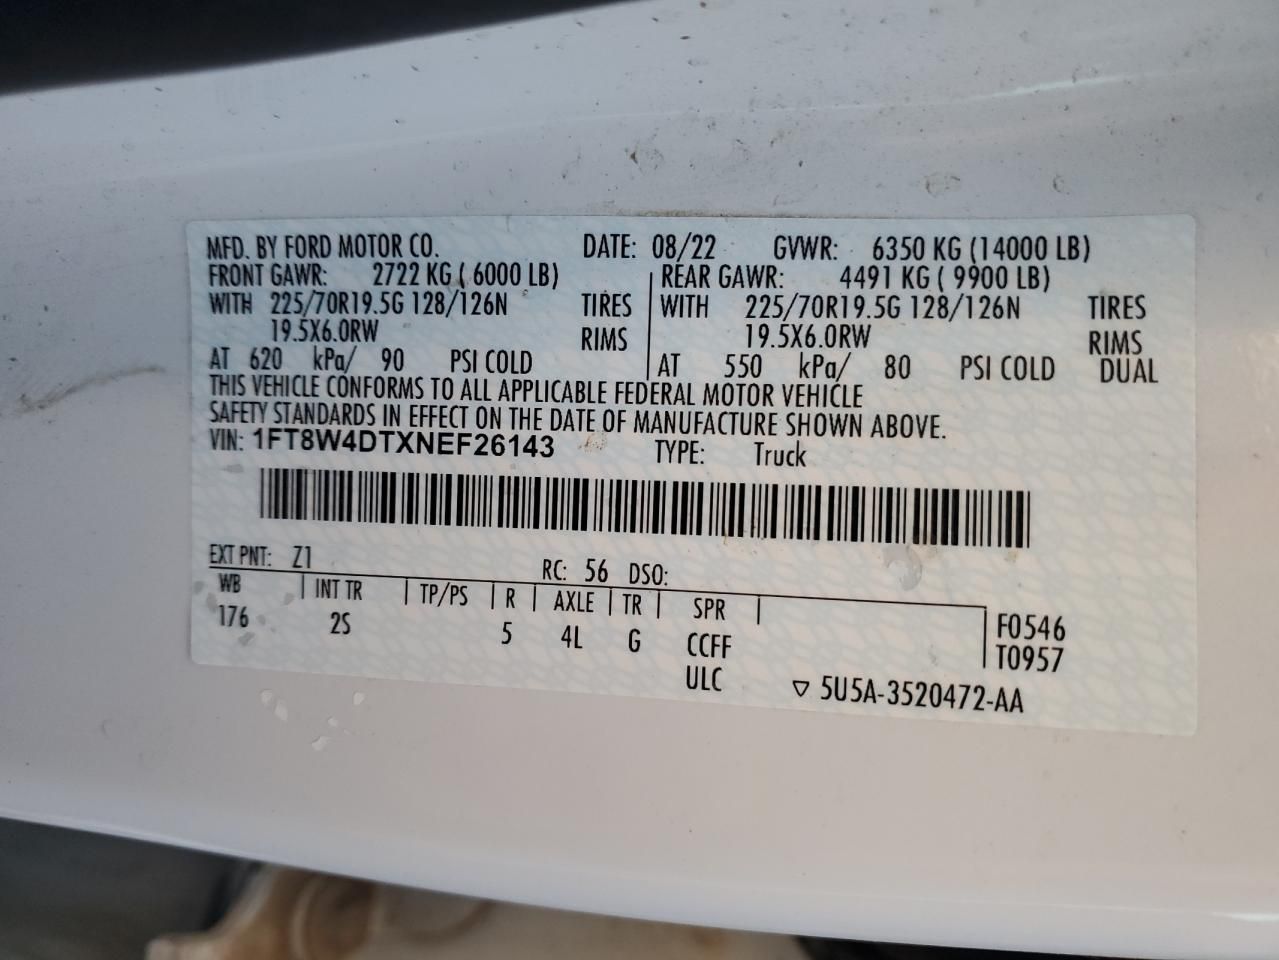 MFD. BY FORD MOTOR CO. DATE: 08/22 GVWR: 6350 KG (14000 LB)
FRONT GAWR: 2722 KG ( 6000 LB) REAR GAWR: 4491 KG ( 9900 LB)
WITH 225/70R19.5G 128/126N TIRES WITH 225/70R19.5G 128/126N TIRES
19.5X6.0RW RIMS 19.5X6.0RW RIMS
AT 620 kPa/ 90 PSI COLD AT 550 kPa/ 80 PSI COLD DUAL
THIS VEHICLE CONFORMS TO ALL APPLICABLE FEDERAL MOTOR VEHICLE
SAFETY STANDARDS IN EFFECT ON THE DATE OF MANUFACTURE SHOWN ABOVE.
VIN: 1FT8W4DTXNEF26143 TYPE: Truck
EXT PNT: Z1 RC: 56 DSO:
WB INT TR TP/PS R AXLE TR SPR F0546
176 2S 5 4L G CCFF T0957
ULC ▽ 5U5A-3520472-AA